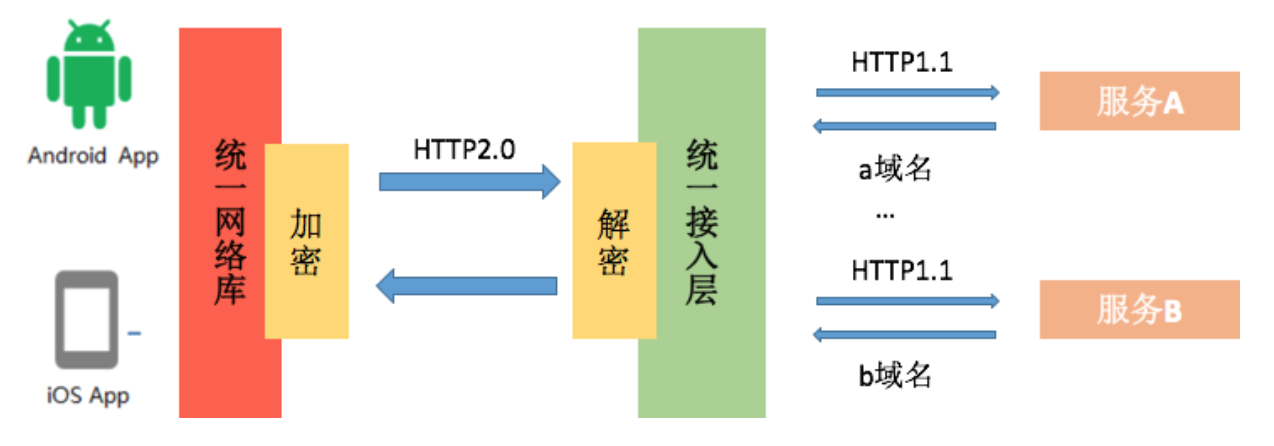 Android App
iOS App
统一网络库
加密
HTTP2.0
解密
统一接入层
HTTP1.1
a域名
...
HTTP1.1
b域名
服务A
服务B